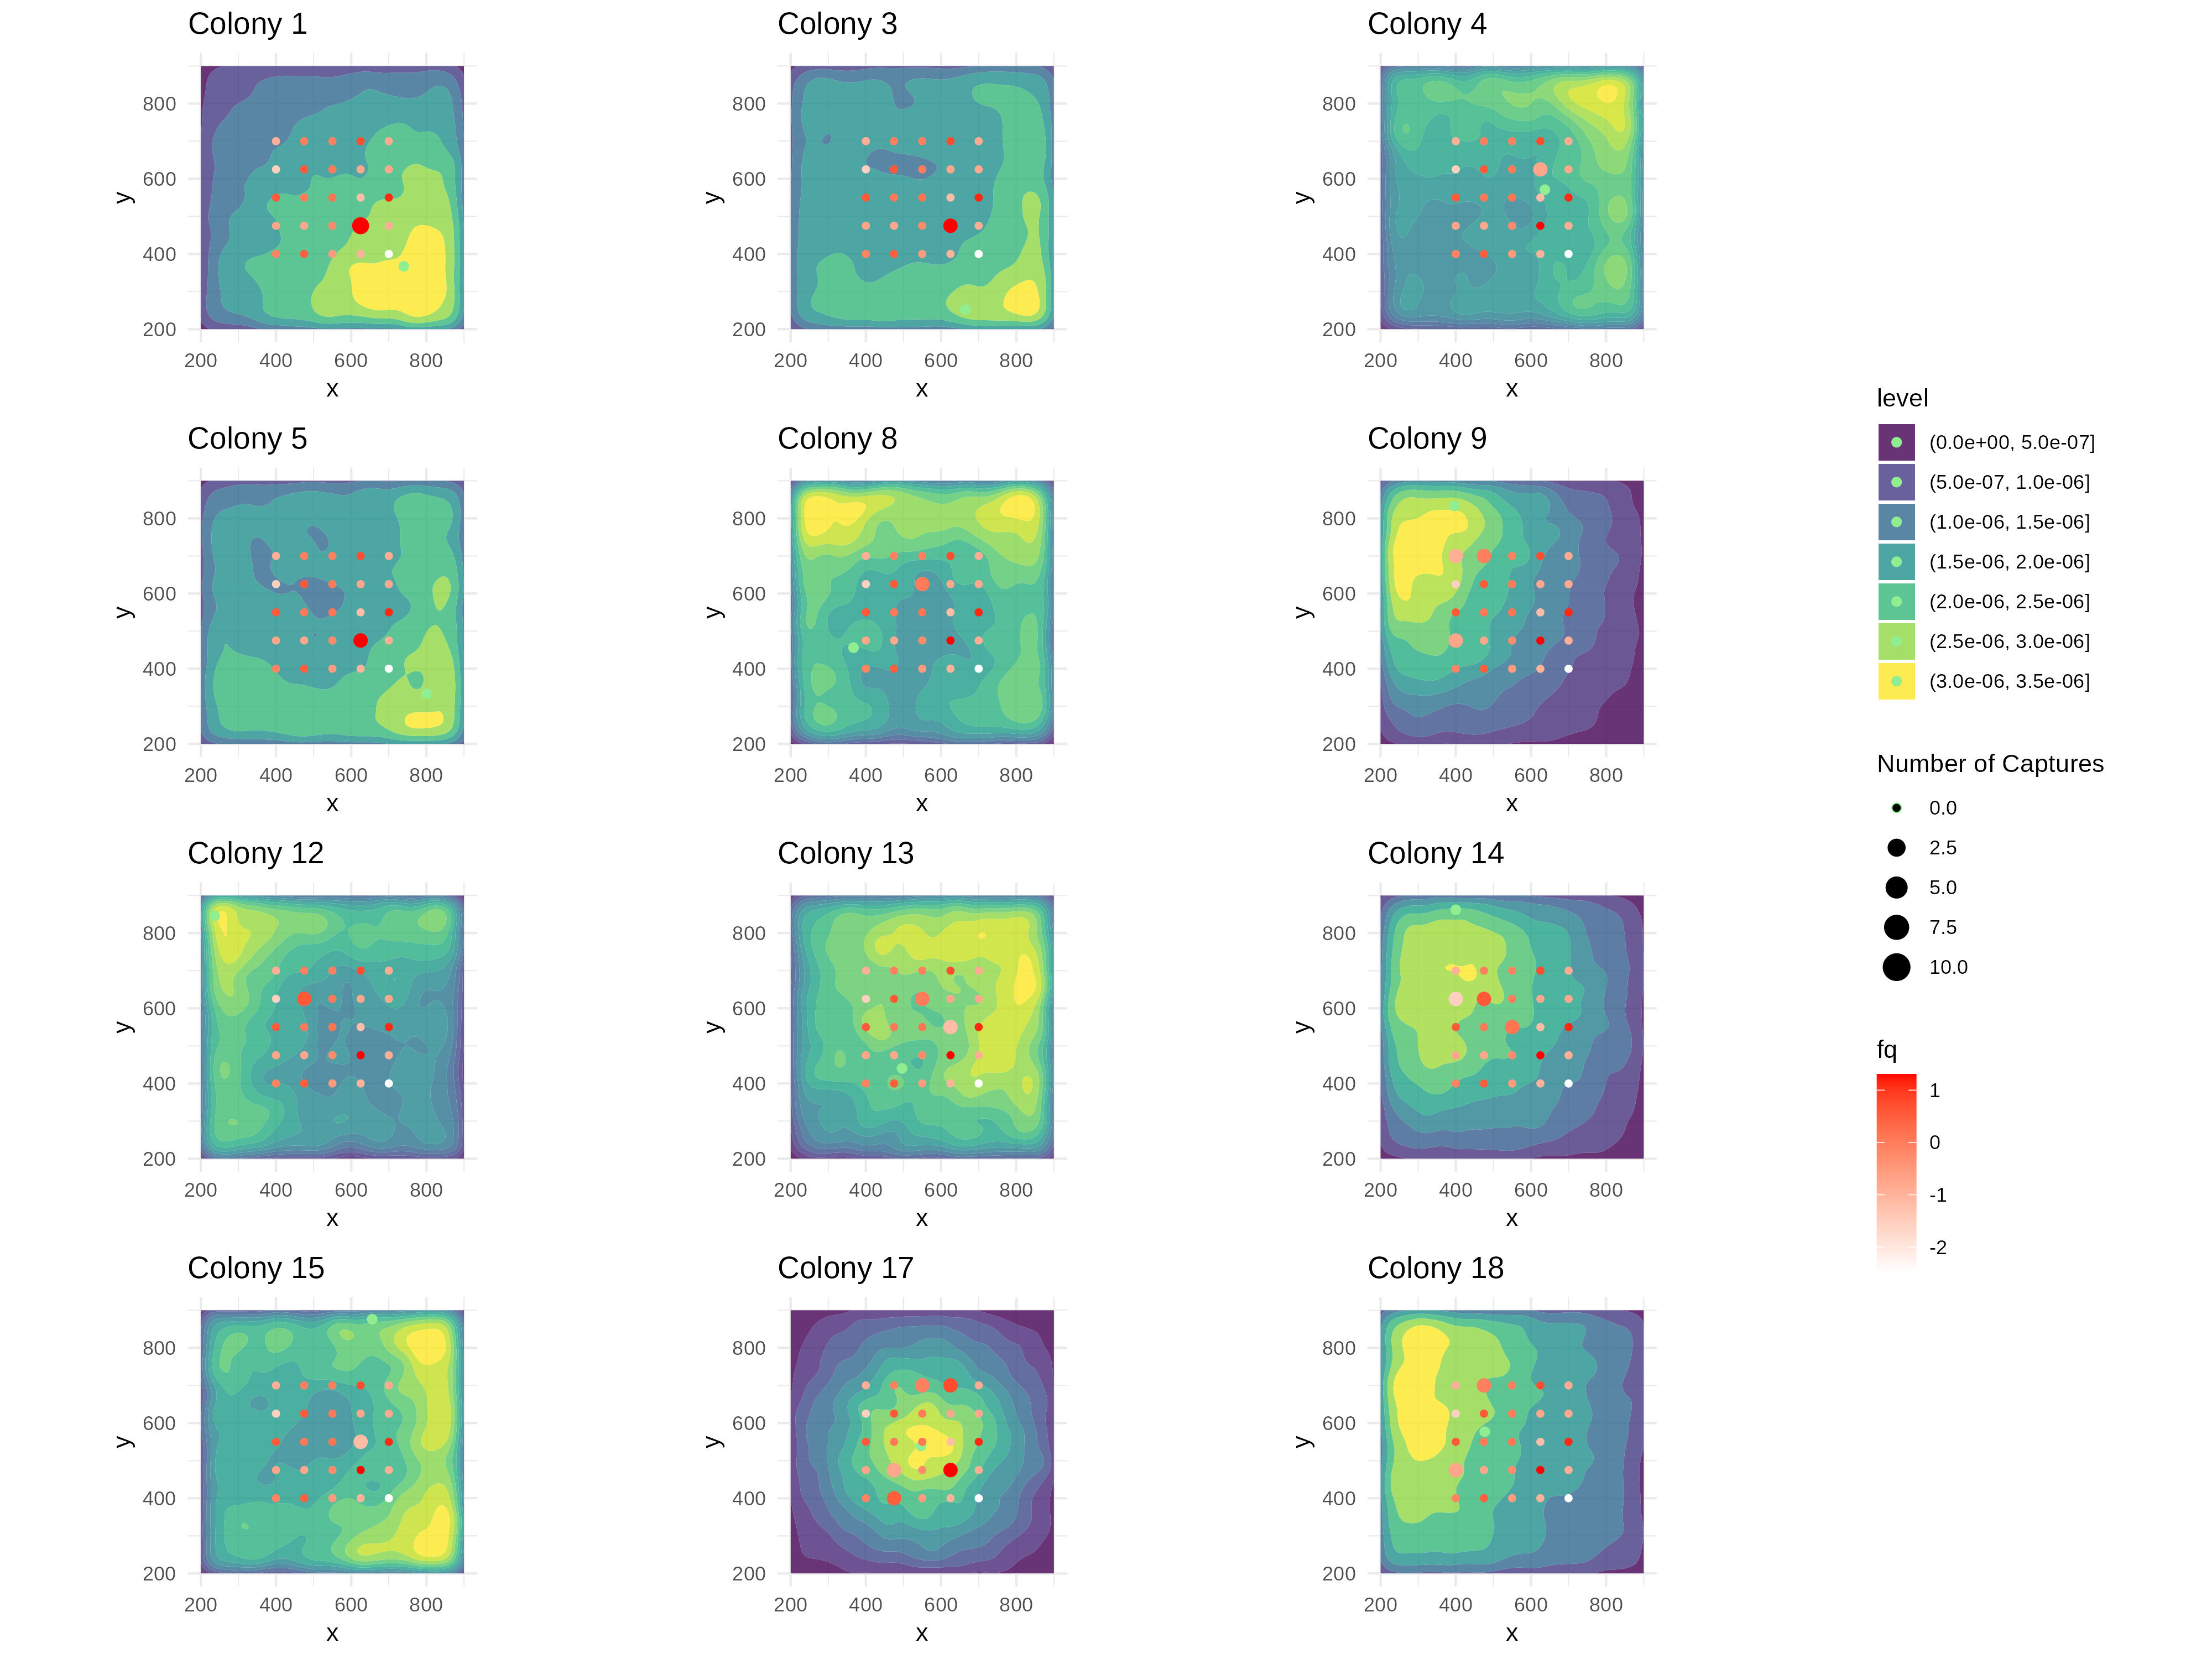 Colony 1
Colony 3
Colony 4
y
800
600
400
200
200 400 600 800
x
y
800
600
400
200
200 400 600 800
x
y
800
600
400
200
200 400 600 800
x
Colony 5
Colony 8
Colony 9
y
800
600
400
200
200 400 600 800
x
y
800
600
400
200
200 400 600 800
x
y
800
600
400
200
200 400 600 800
x
Colony 12
Colony 13
Colony 14
y
800
600
400
200
200 400 600 800
x
y
800
600
400
200
200 400 600 800
x
y
800
600
400
200
200 400 600 800
x
Colony 15
Colony 17
Colony 18
y
800
600
400
200
200 400 600 800
x
y
800
600
400
200
200 400 600 800
x
y
800
600
400
200
200 400 600 800
x
level
(0.0e+00, 5.0e-07]
(5.0e-07, 1.0e-06]
(1.0e-06, 1.5e-06]
(1.5e-06, 2.0e-06]
(2.0e-06, 2.5e-06]
(2.5e-06, 3.0e-06]
(3.0e-06, 3.5e-06]
Number of Captures
0.0
2.5
5.0
7.5
10.0
fq
1
0
-1
-2